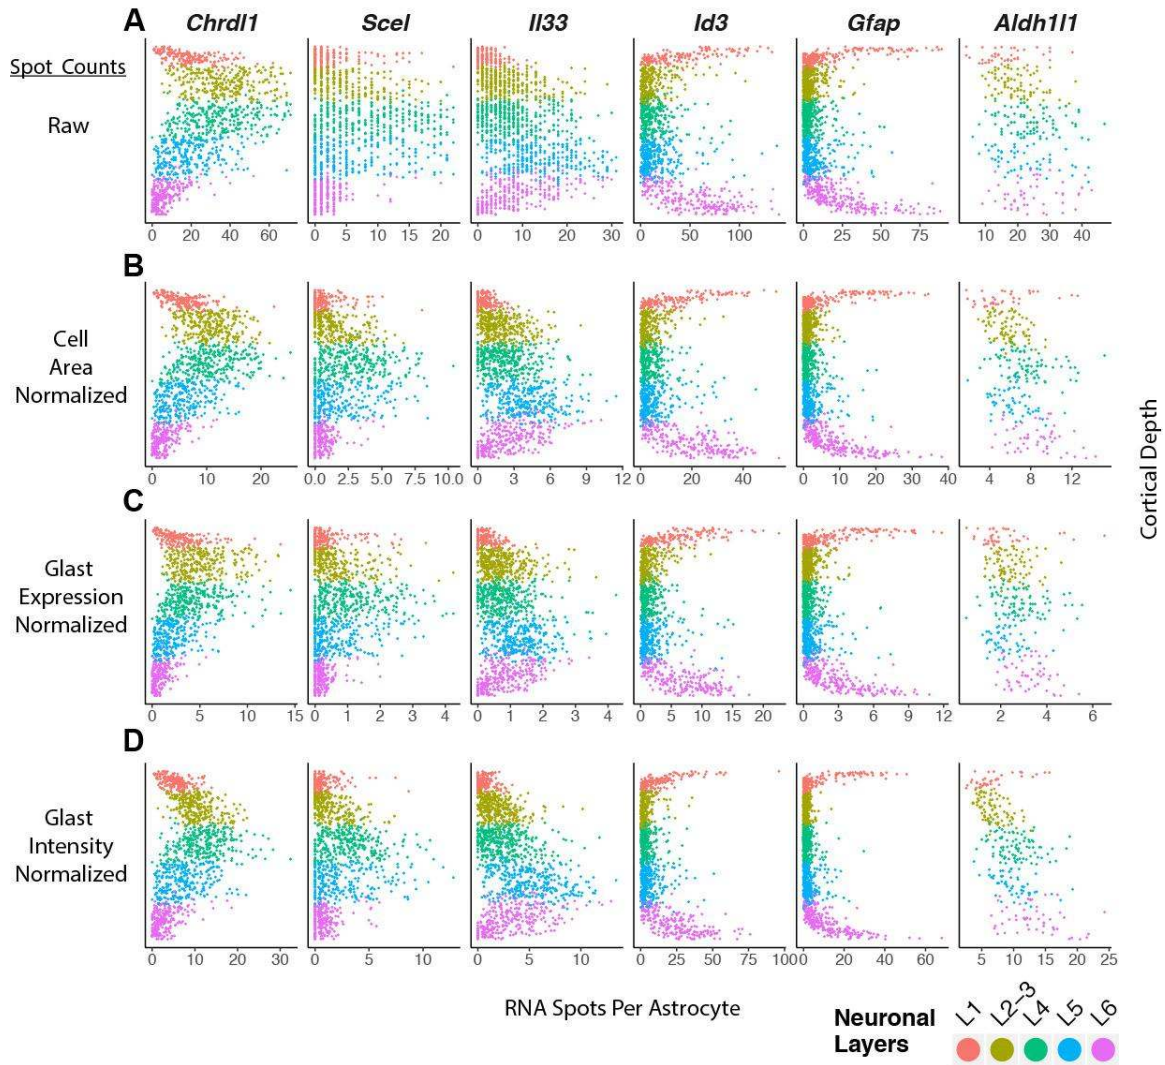 A Chrdl1 Scel Il33 Id3 Gfap Aldh1l1
Spot Counts
Raw
0 20 40 60 0 5 10 15 20 0 10 20 30 0 50 100 0 25 50 75 10 20 30 40
B
Cell
Area
Normalized
0 10 20 0.0 2.5 5.0 7.5 10.0 0 3 6 9 12 0 20 40 0 10 20 30 40 4 8 12
Cortical Depth
C
Glast
Expression
Normalized
0 5 10 15 0 1 2 3 4 0 1 2 3 4 0 5 10 15 20 0 3 6 9 12 2 4 6
D
Glast
Intensity
Normalized
0 10 20 30 0 5 10 0 5 10 0 25 50 75 100 0 20 40 60 5 10 15 20 25
RNA Spots Per Astrocyte
Neuronal
Layers
L1 L2-3 L4 L5 L6